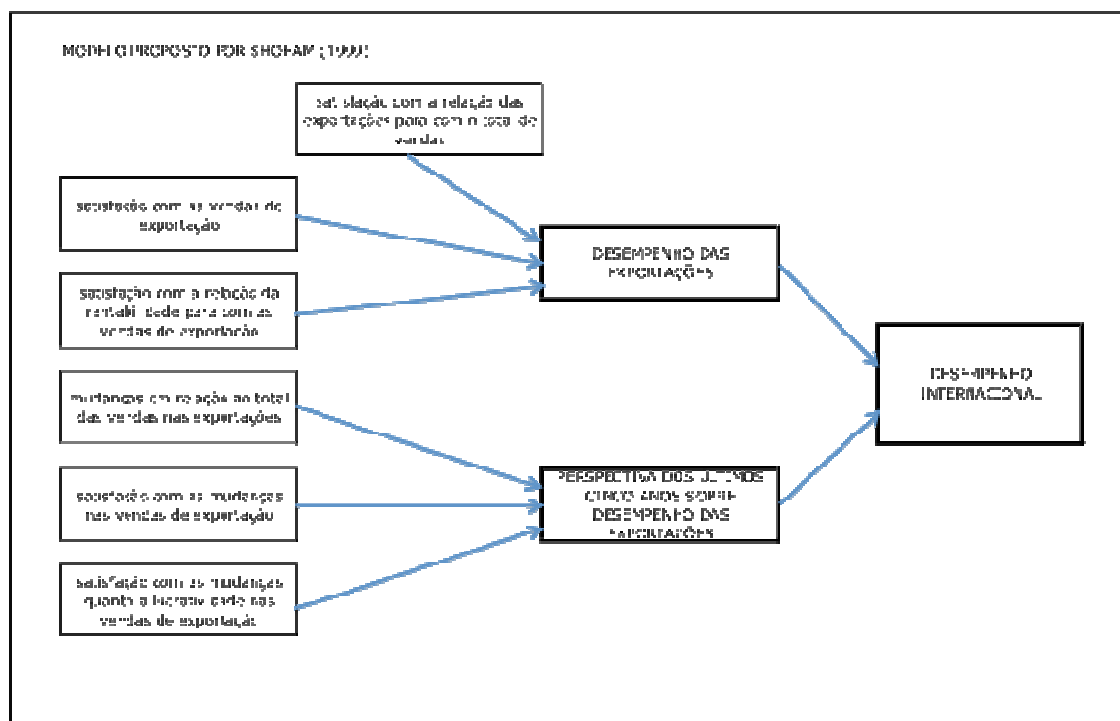 MODELO PROPOSTO POR SHOHAM (1999)
satisfação com a relação das
exportações para com o total de
vendas
satisfação com as vendas de
exportação
DESEMPENHO DAS
EXPORTAÇÕES
satisfação com a relação da
rentabilidade para com as
vendas de exportação
DESEMPENHO
INTERNACIONAL
mudanças em relação ao total
das vendas nas exportações
PERSPECTIVA DOS ÚLTIMOS
CINCO ANOS SOBRE
DESEMPENHO DAS
EXPORTAÇÕES
satisfação com as mudanças
nas vendas de exportação
satisfação com as mudanças
quanto a lucratividade nas
vendas de exportação